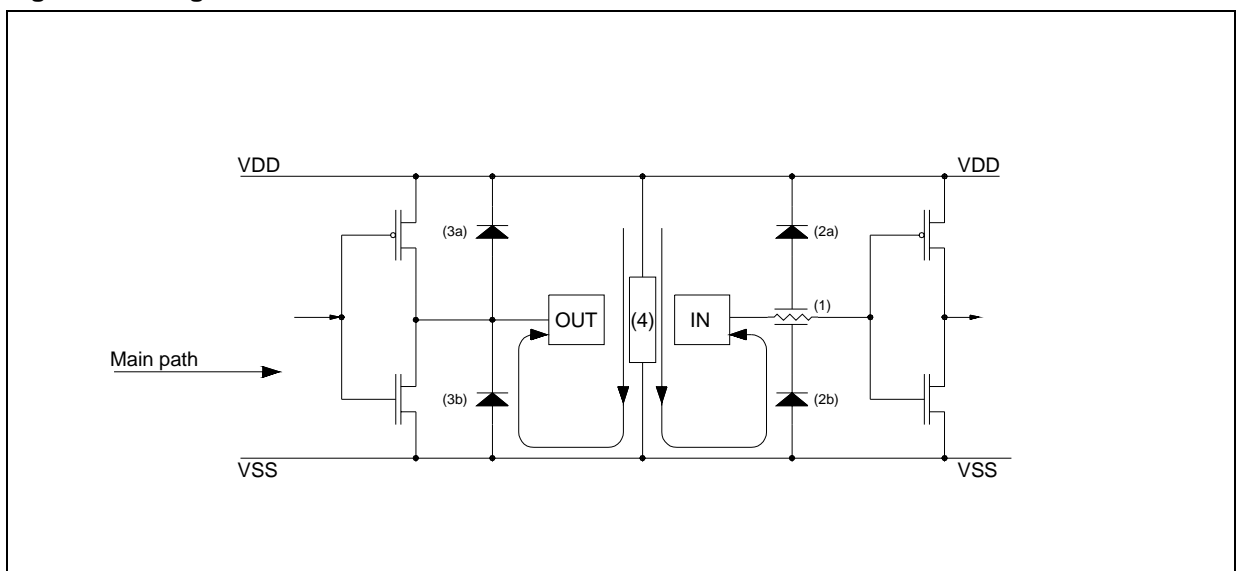 VDD VDD
(3a) (2a)
(1)
OUT (4) IN
Main path
(3b) (2b)
VSS VSS